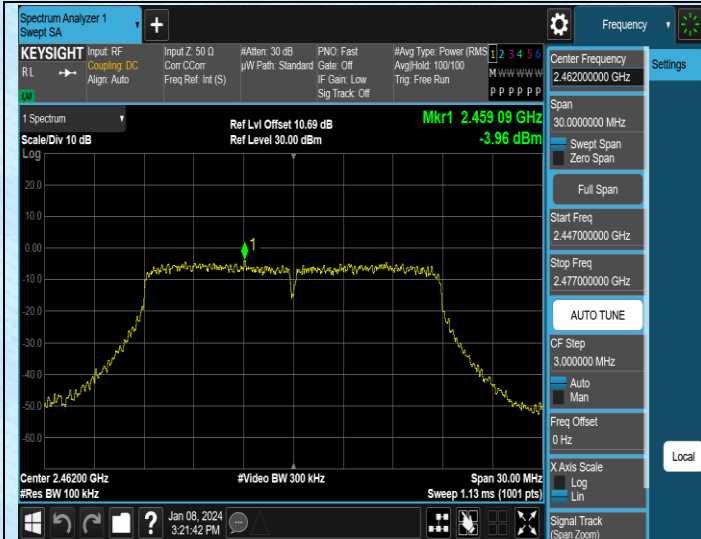 Spectrum Analyzer 1
Swept SA
+
Frequency
KEYSIGHT
RL
LXI
Input: RF
Coupling: DC
Align: Auto
Input Z: 50 Ω
Corr CCorr
Freq Ref: Int (S)
#Atten: 30 dB
µW Path: Standard
PNO: Fast
Gate: Off
IF Gain: Low
Sig Track: Off
#Avg Type: Power (RMS
Avg|Hold: 100/100
Trig: Free Run
1 2 3 4 5 6
M W W W W W
P P P P P P
1 Spectrum
Scale/Div 10 dB
Log
Ref Lvl Offset 10.69 dB
Ref Level 30.00 dBm
Mkr1 2.459 09 GHz
-3.96 dBm
20.0
10.0
0.00
-10.0
-20.0
-30.0
-40.0
-50.0
-60.0
1
Center 2.46200 GHz
#Res BW 100 kHz
#Video BW 300 kHz
Span 30.00 MHz
Sweep 1.13 ms (1001 pts)
Jan 08, 2024
3:21:42 PM
?
Center Frequency
2.462000000 GHz
Settings
Span
30.0000000 MHz
Swept Span
Zero Span
Full Span
Start Freq
2.447000000 GHz
Stop Freq
2.477000000 GHz
AUTO TUNE
CF Step
3.000000 MHz
Auto
Man
Freq Offset
0 Hz
Local
X Axis Scale
Log
Lin
Signal Track
(Span Zoom)